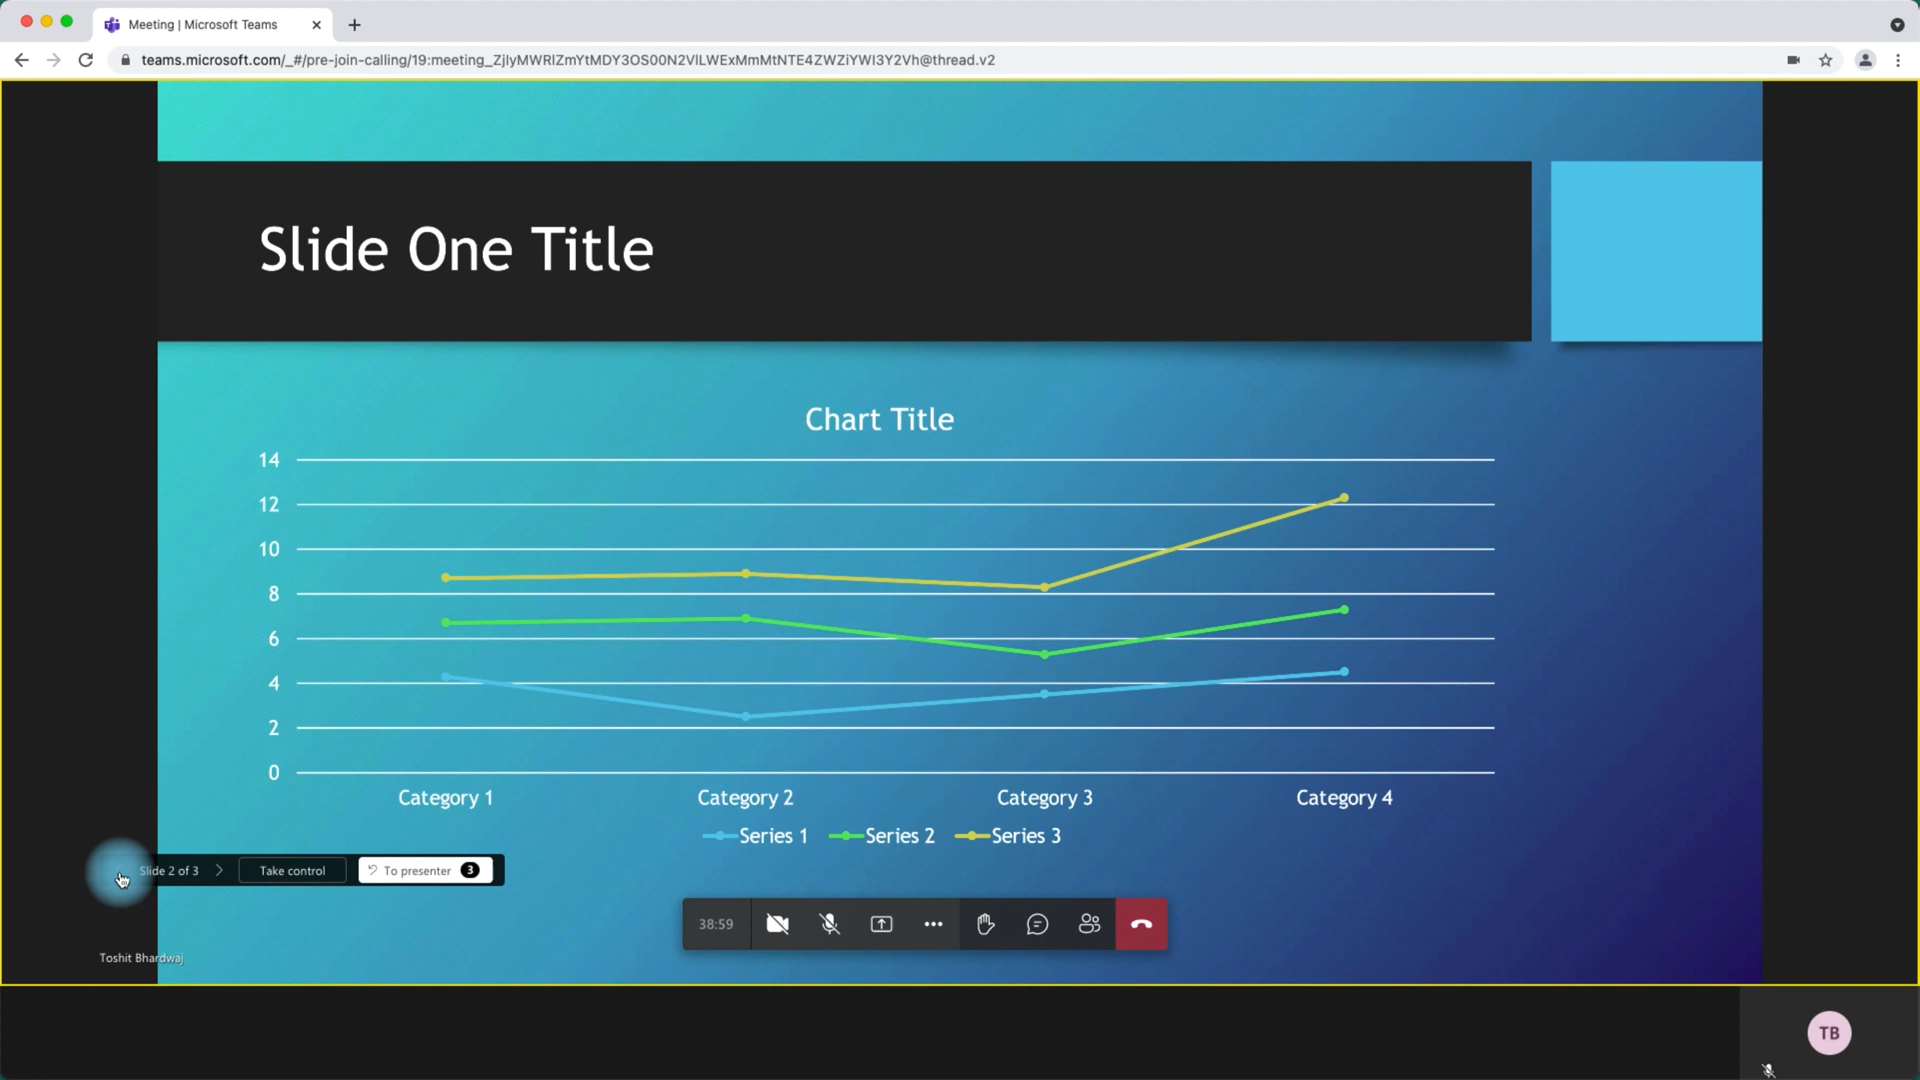 Meeting | Microsoft Teams
teams.microsoft.com/_#/pre-join-calling/19:meeting_ZjIyMWRlZmYtMDY3OS00N2VlLWExMmMtNTE4ZWZiYWI3Y2Vh@thread.v2
Slide One Title
Chart Title
14
12
10
8
6
4
2
0
Category 1 Category 2 Category 3 Category 4
Series 1 Series 2 Series 3
Slide 2 of 3 Take control To presenter 3
38:59
Toshit Bhardwaj
TB